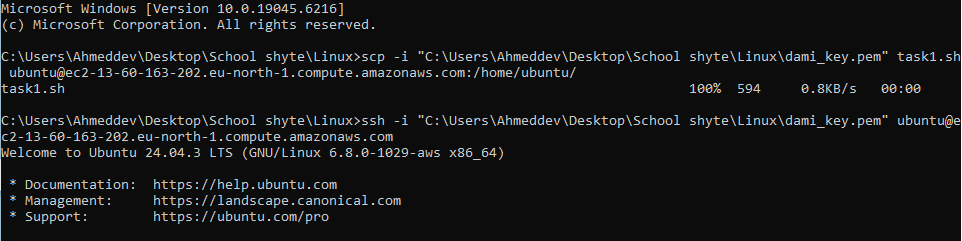 Microsoft Windows [Version 10.0.19045.6216]
(c) Microsoft Corporation. All rights reserved.
C:\Users\Ahmeddev\Desktop\School shyte\Linux>scp -i "C:\Users\Ahmeddev\Desktop\School shyte\Linux\dami_key.pem" task1.sh
ubuntu@ec2-13-60-163-202.eu-north-1.compute.amazonaws.com:/home/ubuntu/
task1.sh 100% 594 0.8KB/s 00:00
C:\Users\Ahmeddev\Desktop\School shyte\Linux>ssh -i "C:\Users\Ahmeddev\Desktop\School shyte\Linux\dami_key.pem" ubuntu@e
c2-13-60-163-202.eu-north-1.compute.amazonaws.com
Welcome to Ubuntu 24.04.3 LTS (GNU/Linux 6.8.0-1029-aws x86_64)
* Documentation: https://help.ubuntu.com
* Management: https://landscape.canonical.com
* Support: https://ubuntu.com/pro